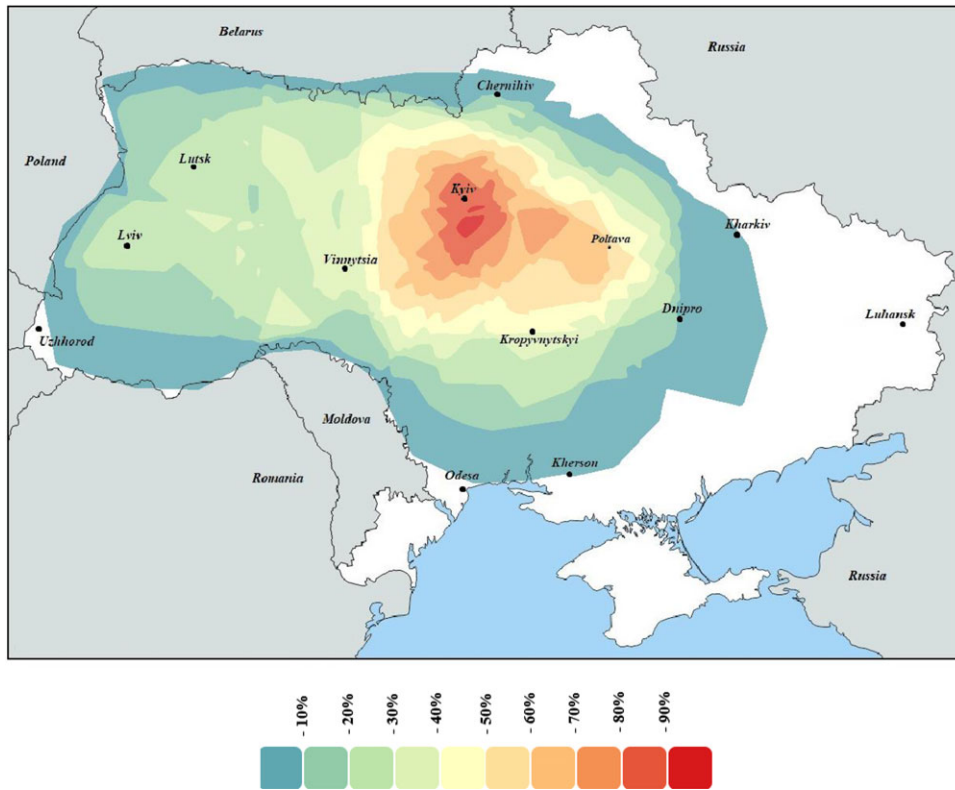 Belarus
Russia
Chernihiv
Poland
Lutsk
Kyiv
Lviv
Vinnytsia
Poltava
Kharkiv
Dnipro
Luhansk
Uzhhorod
Kropyvnytskyi
Moldova
Romania
Odesa
Kherson
Russia
- 10%
- 20%
- 30%
- 40%
- 50%
- 60%
- 70%
- 80%
- 90%